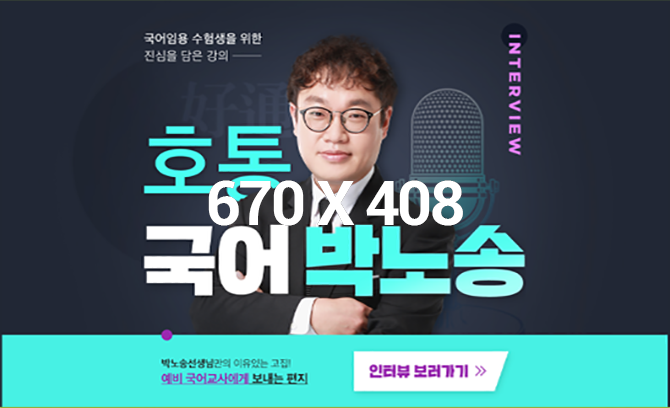 국어임용 수험생을 위한
진심을 담은 강의
INTERVIEW
好通
호통
670 X 408
국어 박노송
박노송선생님만의 이유있는 고집!
예비 국어교사에게 보내는 편지
인터뷰 보러가기 »